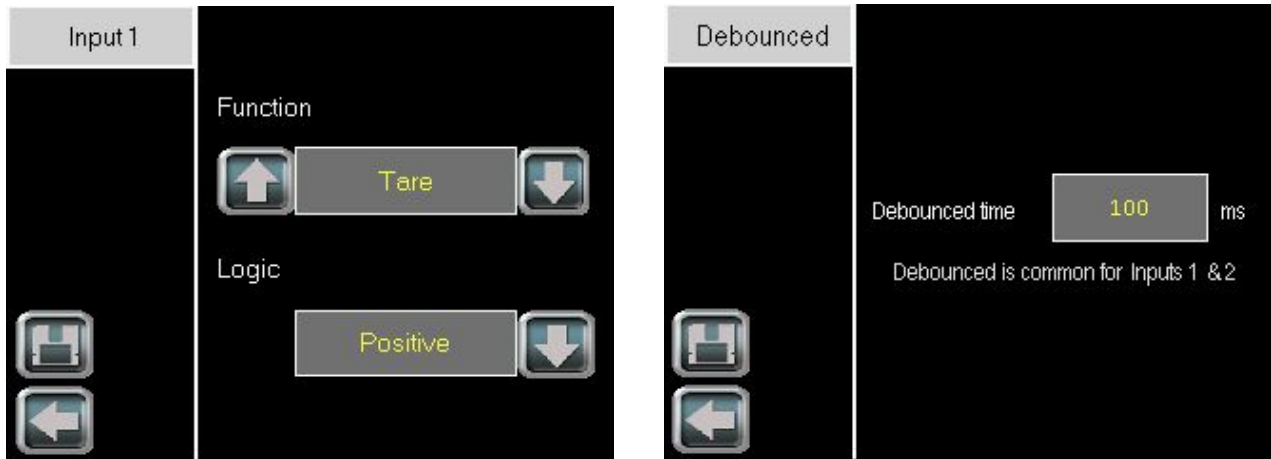 Input 1
Function
Tare
Logic
Positive
Debounced
Debounced time 100 ms
Debounced is common for Inputs 1 & 2